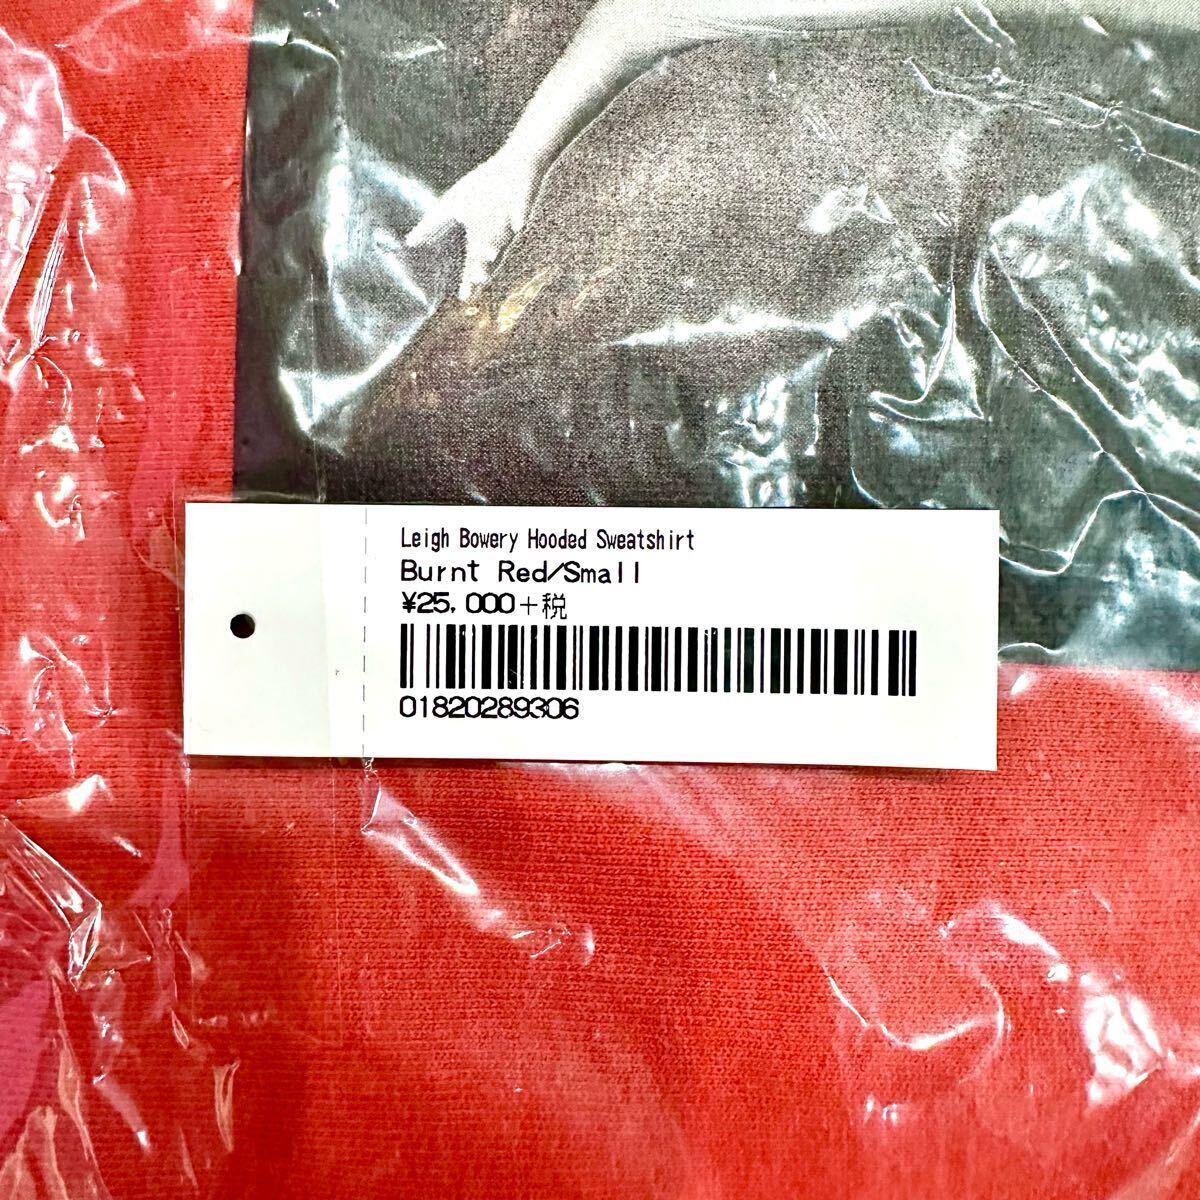 Leigh Bowery Hooded Sweatshirt
Burnt Red/Small
¥25,000+税
01820289306